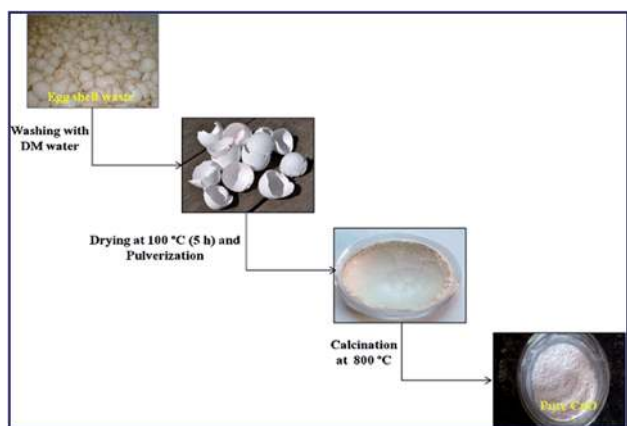 Egg shell waste
Washing with
DM water
Drying at 100 °C (5 h) and
Pulverization
Calcination
at 800 °C
Pure CaO